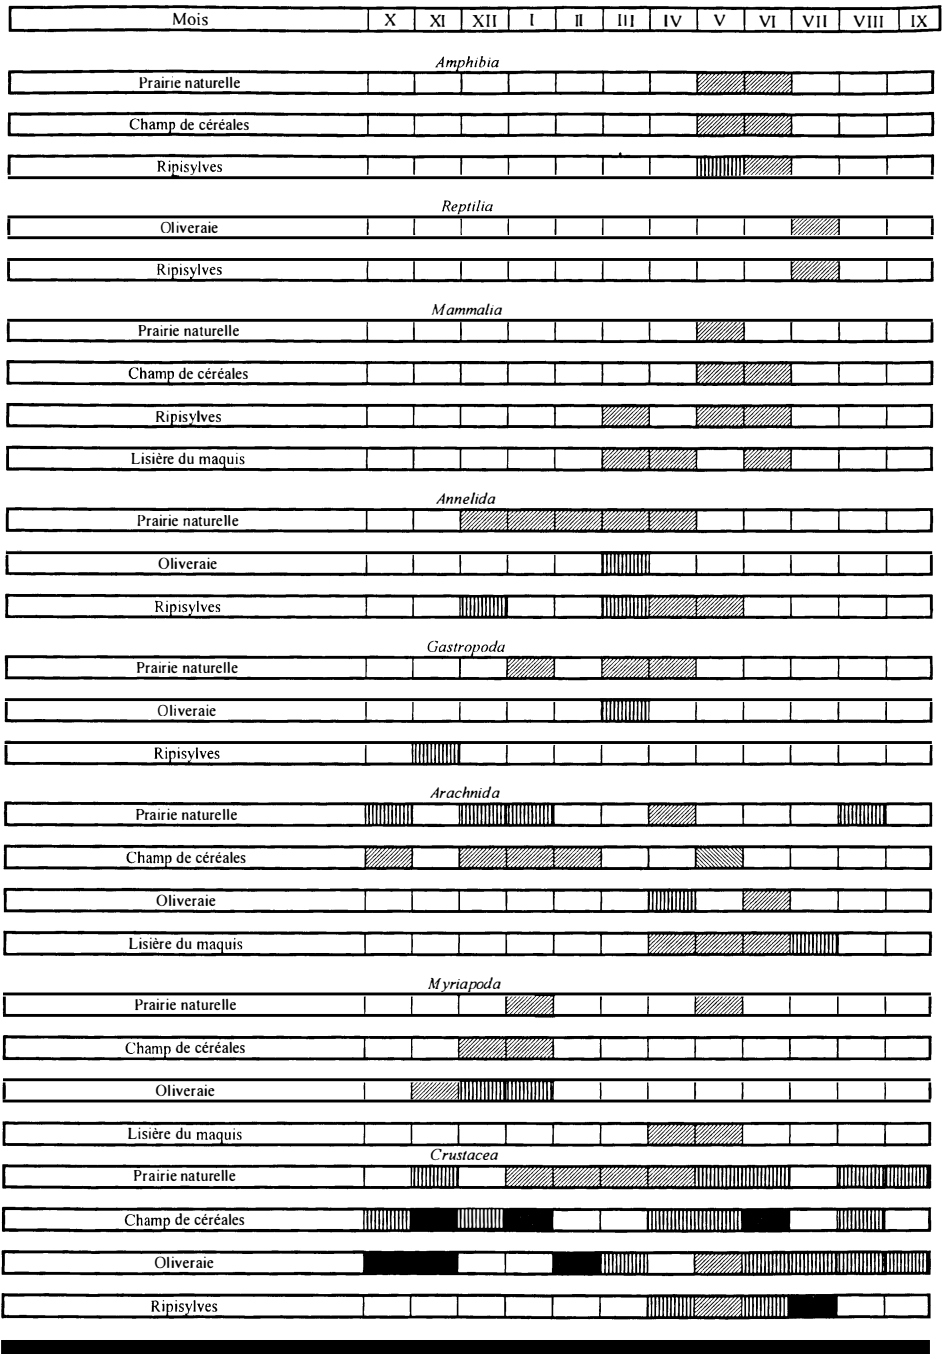 Mois X XI XII I II III IV V VI VII VIII IX
Amphibia
Prairie naturelle
Champ de céréales
Ripisylves
Reptilia
Oliveraie
Ripisylves
Mammalia
Prairie naturelle
Champ de céréales
Ripisylves
Lisière du maquis
Annelida
Prairie naturelle
Oliveraie
Ripisylves
Gastropoda
Prairie naturelle
Oliveraie
Ripisylves
Arachnida
Prairie naturelle
Champ de céréales
Oliveraie
Lisière du maquis
Myriapoda
Prairie naturelle
Champ de céréales
Oliveraie
Lisière du maquis
Crustacea
Prairie naturelle
Champ de céréales
Oliveraie
Ripisylves